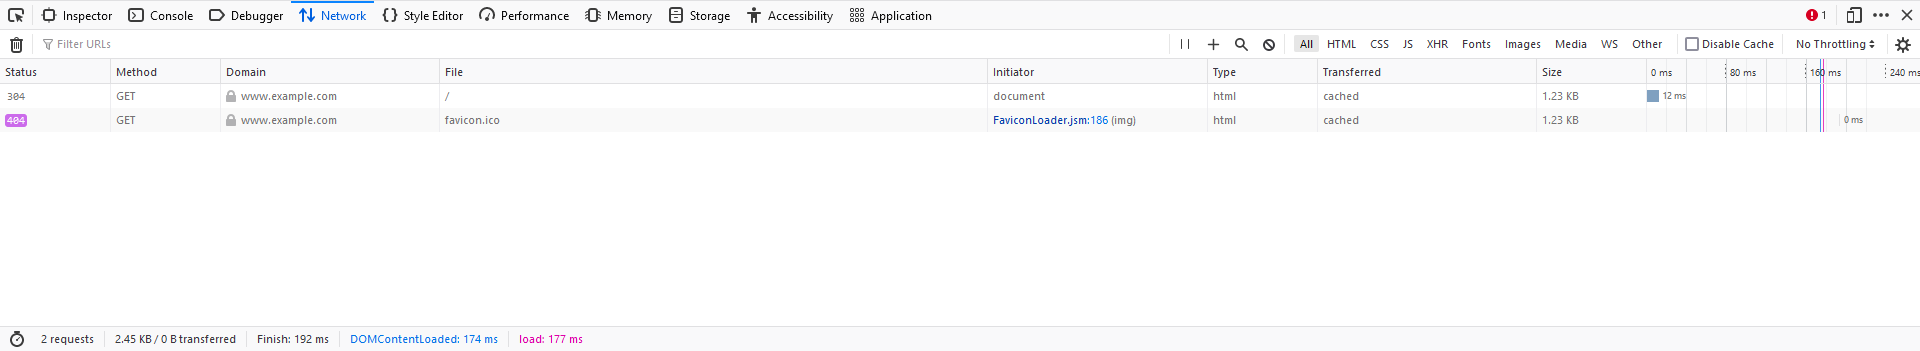 Inspector Console Debugger Network Style Editor Performance Memory Storage Accessibility Application 1
Filter URLs All HTML CSS JS XHR Fonts Images Media WS Other Disable Cache No Throttling
Status Method Domain File Initiator Type Transferred Size 0 ms 80 ms 160 ms 240 ms
304 GET www.example.com / document html cached 1.23 KB 12 ms
404 GET www.example.com favicon.ico FaviconLoader.jsm:186 (img) html cached 1.23 KB 0 ms
2 requests 2.45 KB / 0 B transferred Finish: 192 ms DOMContentLoaded: 174 ms load: 177 ms